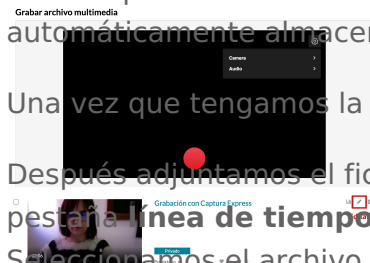 Grabar archivo multimedia
automáticamente almacen
Camera
Audio
Una vez que tengamos la
Después adjuntamos el fic
Grabación con Captura Express
pestaña línea de tiempo
Privado
Seleccionamos el archivo